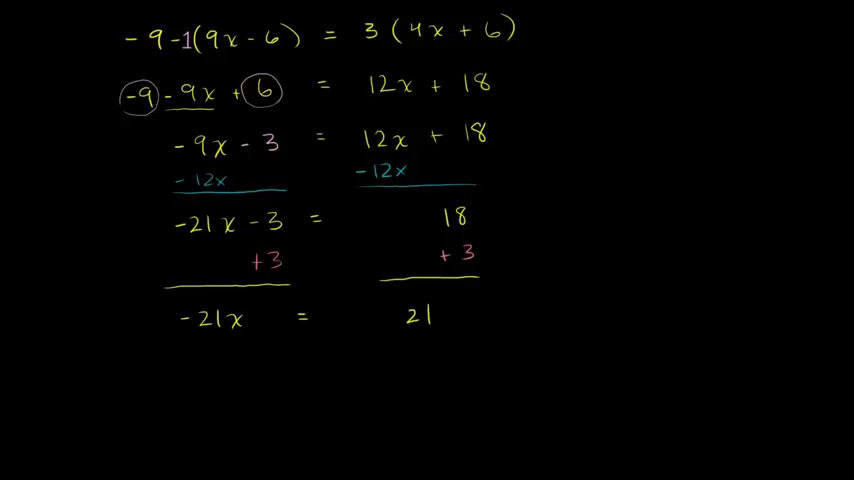 -9-1(9x-6) = 3(4x+6)
-9-9x+6 = 12x+18
-9x-3 = 12x+18
-12x -12x
-21x-3 = 18
+3 +3
-21x = 21